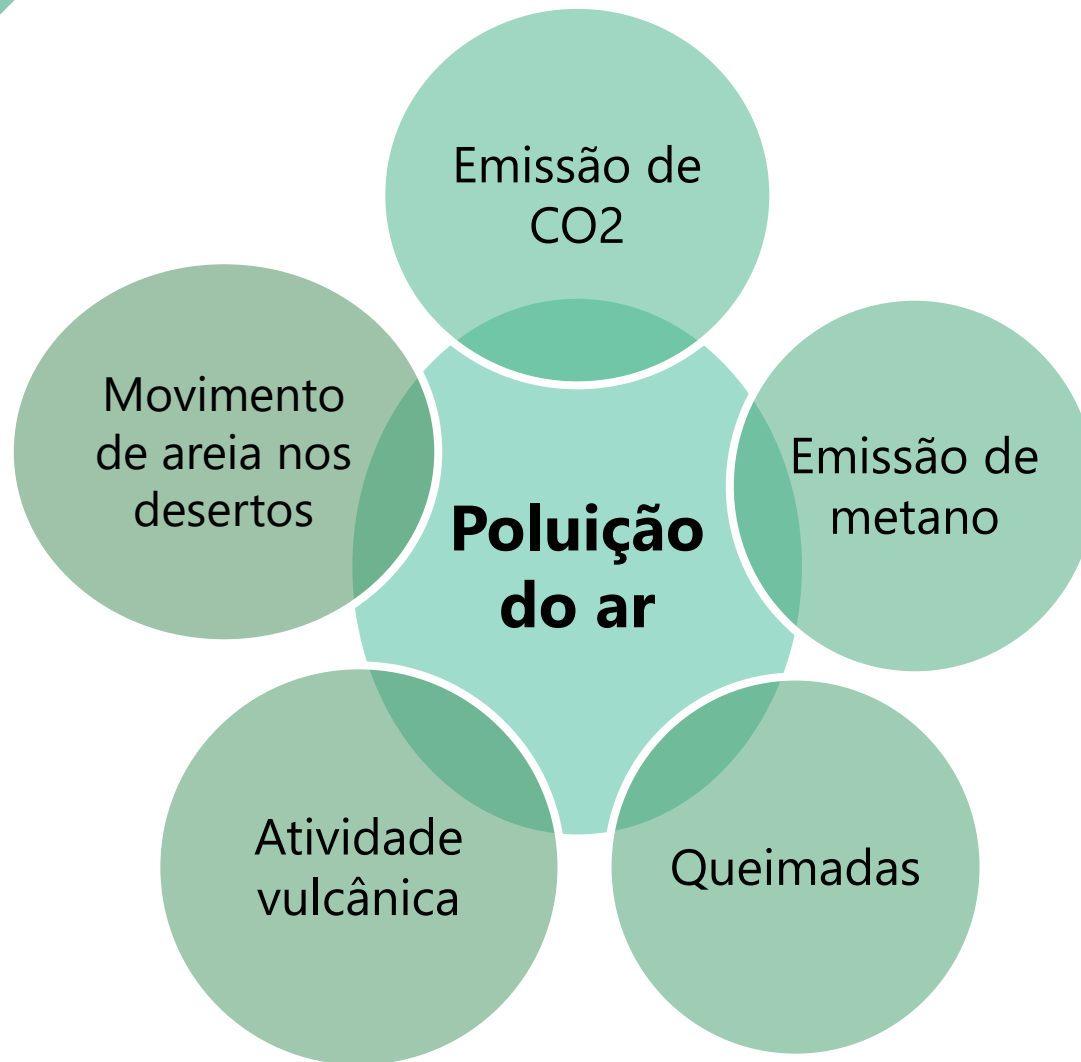 Emissão de
CO2
Movimento
de areia nos
desertos
Emissão de
metano
Poluição
do ar
Atividade
vulcânica
Queimadas